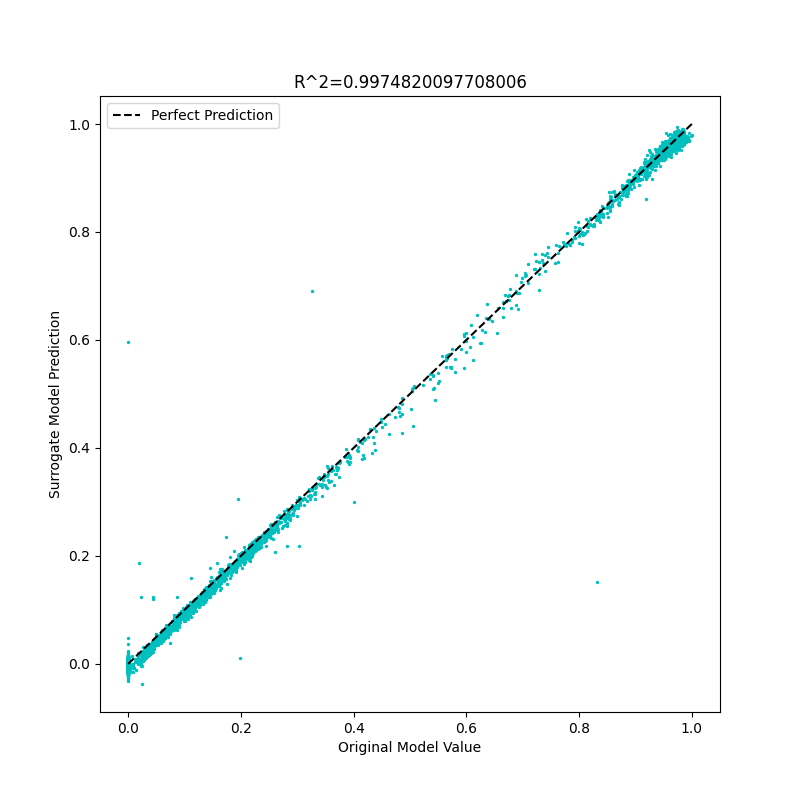 R^2=0.9974820097708006
Perfect Prediction
1.0
0.8
0.6
0.4
0.2
0.0
Surrogate Model Prediction
0.0 0.2 0.4 0.6 0.8 1.0
Original Model Value